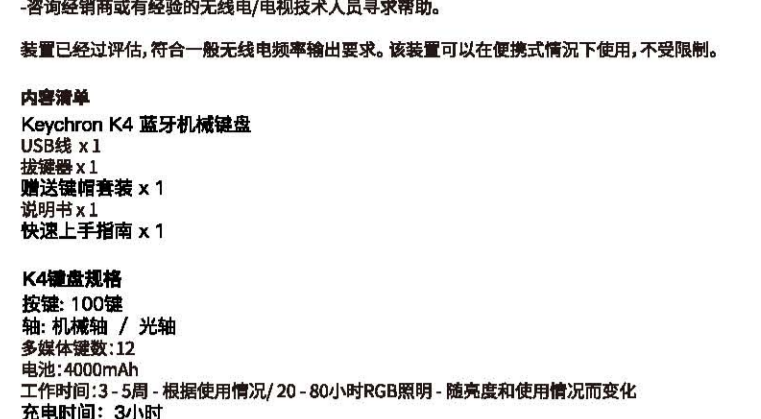 -咨询经销商或有经验的无线电/电视技术人员寻求帮助。
装置已经过评估,符合一般无线电频率输出要求。该装置可以在便携式情况下使用,不受限制。
内容清单
Keychron K4 蓝牙机械键盘
USB线 x 1
拔键器 x 1
赠送键帽套装 x 1
说明书 x 1
快速上手指南 x 1
K4键盘规格
按键: 100键
轴: 机械轴 / 光轴
多媒体键数:12
电池:4000mAh
工作时间:3 - 5周 - 根据使用情况/ 20 - 80小时RGB照明 - 随亮度和使用情况而变化
充电时间: 3小时